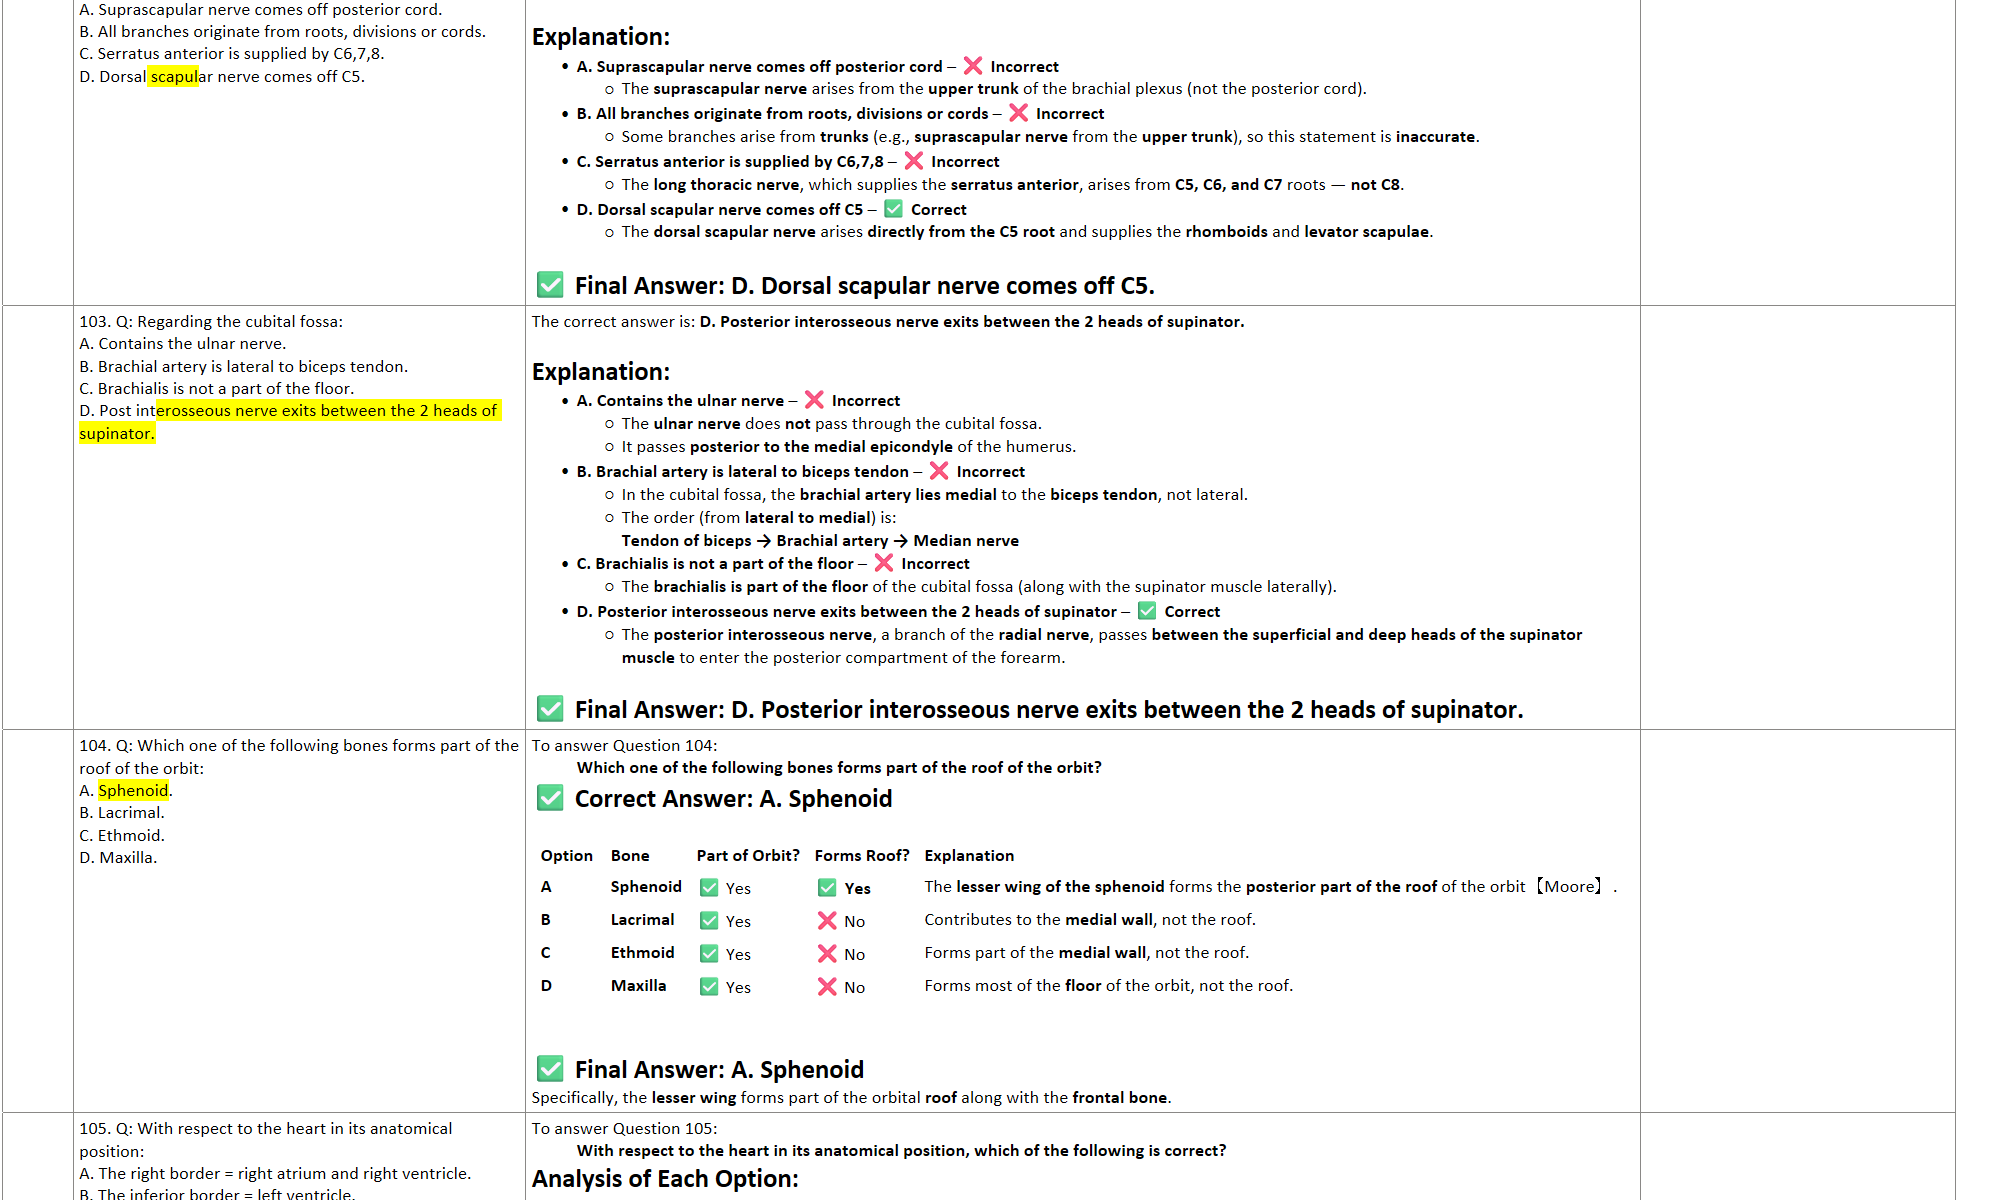 A. Suprascapular nerve comes off posterior cord.
B. All branches originate from roots, divisions or cords.
C. Serratus anterior is supplied by C6,7,8.
D. Dorsal scapular nerve comes off C5.
Explanation:
• A. Suprascapular nerve comes off posterior cord – ❌ Incorrect
○ The suprascapular nerve arises from the upper trunk of the brachial plexus (not the posterior cord).
• B. All branches originate from roots, divisions or cords – ❌ Incorrect
○ Some branches arise from trunks (e.g., suprascapular nerve from the upper trunk), so this statement is inaccurate.
• C. Serratus anterior is supplied by C6,7,8 – ❌ Incorrect
○ The long thoracic nerve, which supplies the serratus anterior, arises from C5, C6, and C7 roots — not C8.
• D. Dorsal scapular nerve comes off C5 – ✅ Correct
○ The dorsal scapular nerve arises directly from the C5 root and supplies the rhomboids and levator scapulae.
✅ Final Answer: D. Dorsal scapular nerve comes off C5.
103. Q: Regarding the cubital fossa:
A. Contains the ulnar nerve.
B. Brachial artery is lateral to biceps tendon.
C. Brachialis is not a part of the floor.
D. Post interosseous nerve exits between the 2 heads of
supinator.
The correct answer is: D. Posterior interosseous nerve exits between the 2 heads of supinator.
Explanation:
• A. Contains the ulnar nerve – ❌ Incorrect
○ The ulnar nerve does not pass through the cubital fossa.
○ It passes posterior to the medial epicondyle of the humerus.
• B. Brachial artery is lateral to biceps tendon – ❌ Incorrect
○ In the cubital fossa, the brachial artery lies medial to the biceps tendon, not lateral.
○ The order (from lateral to medial) is:
Tendon of biceps → Brachial artery → Median nerve
• C. Brachialis is not a part of the floor – ❌ Incorrect
○ The brachialis is part of the floor of the cubital fossa (along with the supinator muscle laterally).
• D. Posterior interosseous nerve exits between the 2 heads of supinator – ✅ Correct
○ The posterior interosseous nerve, a branch of the radial nerve, passes between the superficial and deep heads of the supinator
muscle to enter the posterior compartment of the forearm.
✅ Final Answer: D. Posterior interosseous nerve exits between the 2 heads of supinator.
104. Q: Which one of the following bones forms part of the
roof of the orbit:
A. Sphenoid.
B. Lacrimal.
C. Ethmoid.
D. Maxilla.
To answer Question 104:
Which one of the following bones forms part of the roof of the orbit?
✅ Correct Answer: A. Sphenoid
Option Bone Part of Orbit? Forms Roof? Explanation
A Sphenoid ✅ Yes ✅ Yes The lesser wing of the sphenoid forms the posterior part of the roof of the orbit【Moore】.
B Lacrimal ✅ Yes ❌ No Contributes to the medial wall, not the roof.
C Ethmoid ✅ Yes ❌ No Forms part of the medial wall, not the roof.
D Maxilla ✅ Yes ❌ No Forms most of the floor of the orbit, not the roof.
✅ Final Answer: A. Sphenoid
Specifically, the lesser wing forms part of the orbital roof along with the frontal bone.
105. Q: With respect to the heart in its anatomical
position:
A. The right border = right atrium and right ventricle.
B. The inferior border = left ventricle.
To answer Question 105:
With respect to the heart in its anatomical position, which of the following is correct?
Analysis of Each Option: